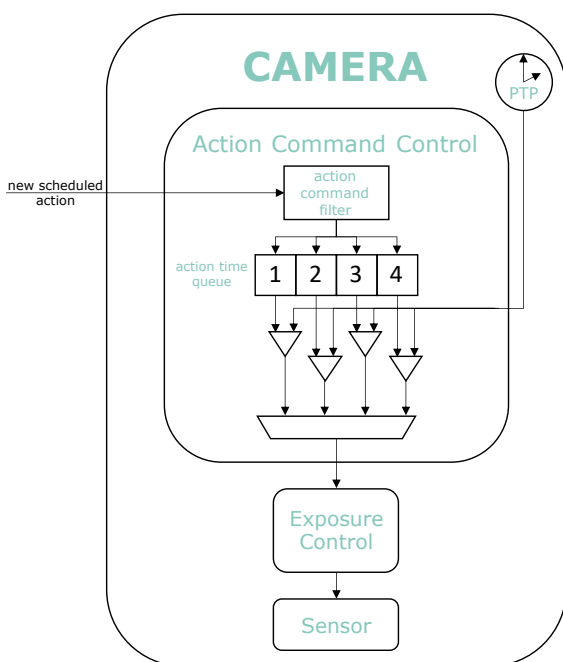 CAMERA
PTP
Action Command Control
new scheduled
action
action
command
filter
action time
queue
1 2 3 4
Exposure
Control
Sensor